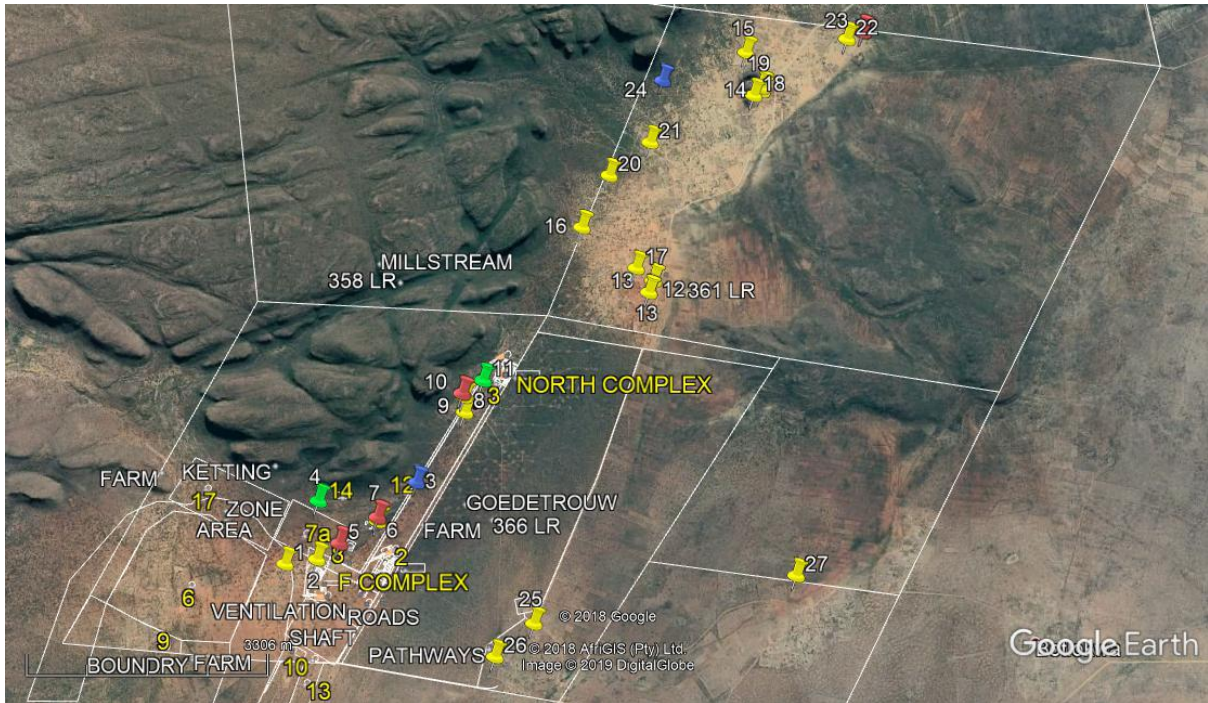 15
23
22
19
24
14
18
21
20
16
MILLSTREAM
358 LR
17
13
12
361 LR
13
11
10
NORTH COMPLEX
3
8
9
FARM
KETTING
4
14
12
3
17
ZONE
7
GOEDETROUW
366 LR
AREA
7a
5
6
FARM
1
3
2
2
F COMPLEX
27
6
VENTILATION
ROADS
25
© 2018 Google
SHAFT
9
3306 m
26
© 2018 AfriGIS (Pty) Ltd.
PATHWAYS
Image © 2019 DigitalGlobe
Google Earth
BOUNDRY FARM
10
13